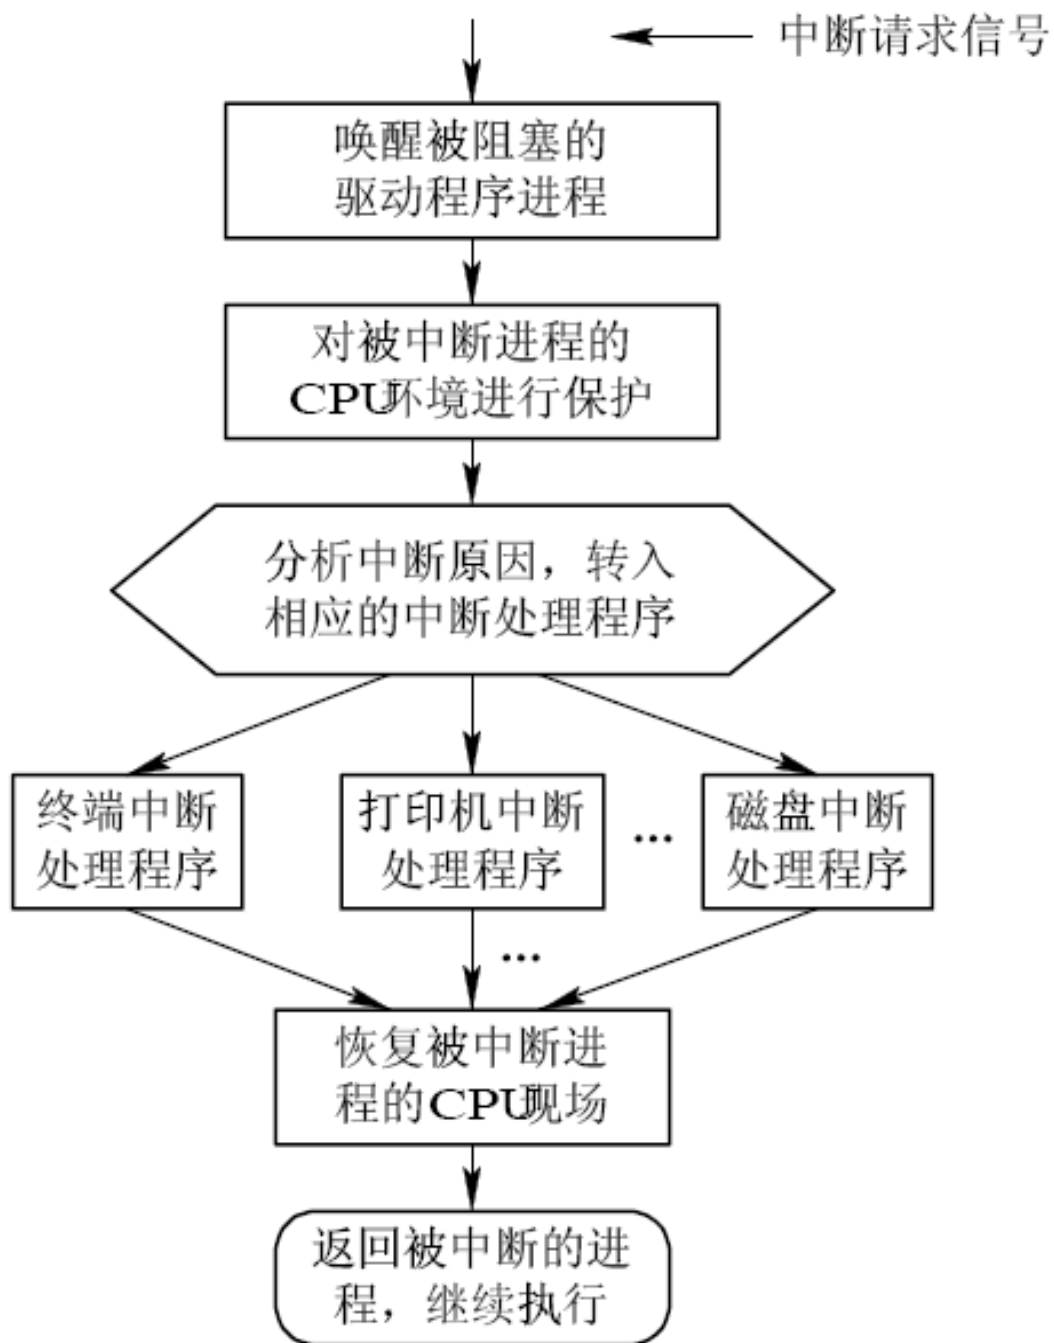 中断请求信号
唤醒被阻塞的
驱动程序进程
对被中断进程的
CPU环境进行保护
分析中断原因，转入
相应的中断处理程序
终端中断
处理程序
打印机中断
处理程序
...
磁盘中断
处理程序
...
恢复被中断进
程的CPU现场
返回被中断的进
程，继续执行